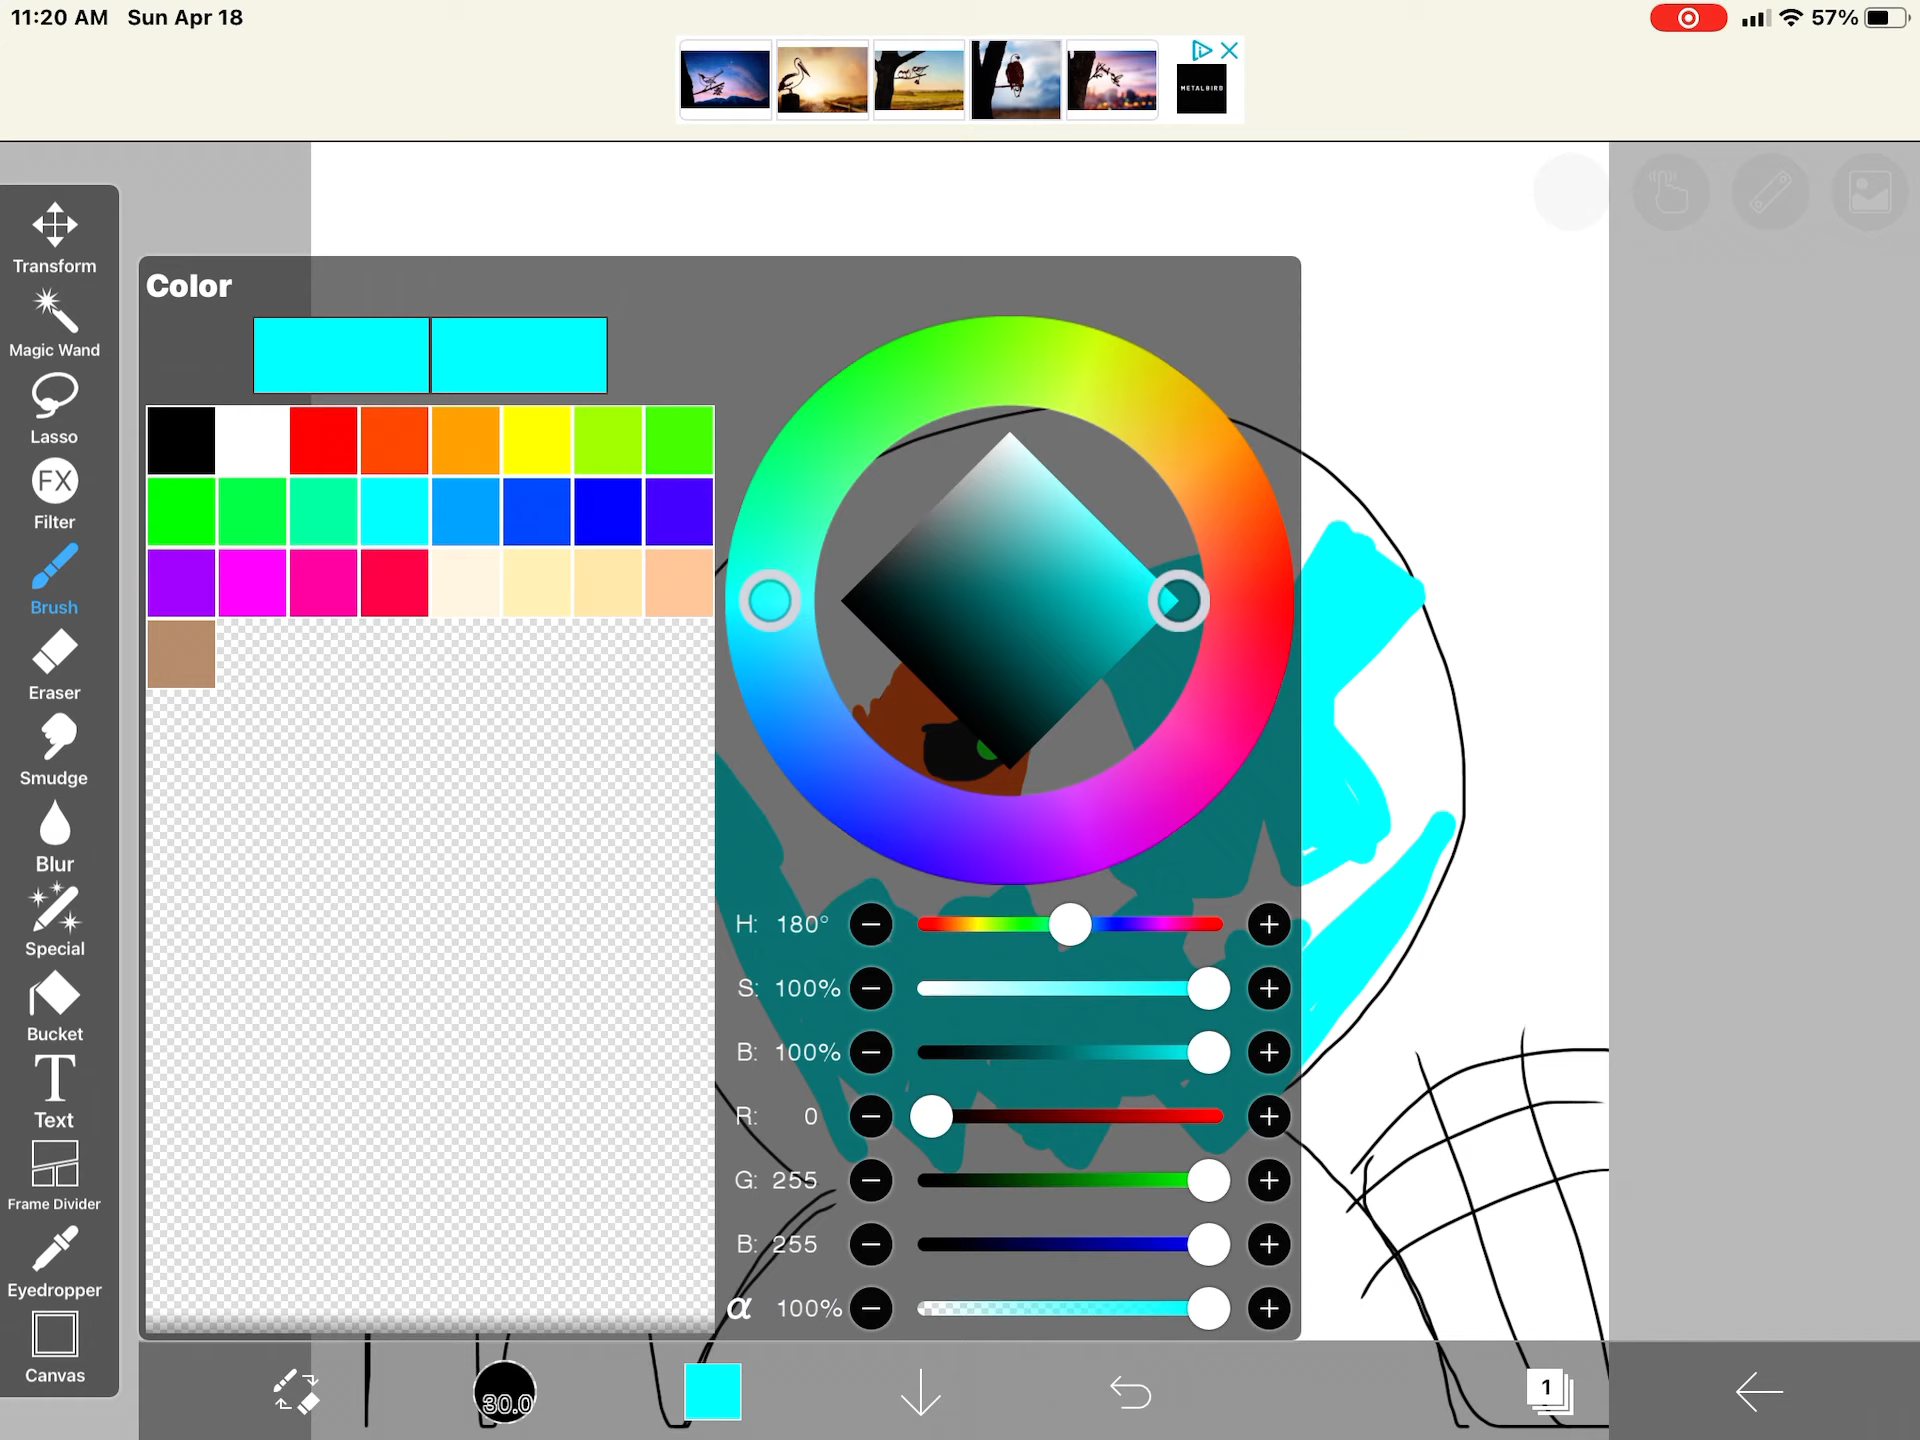 11:20 AM Sun Apr 18
57%
METALBIRD
Transform
Magic Wand
Lasso
FX
Filter
Brush
Eraser
Smudge
Blur
Special
Bucket
T
Text
Frame Divider
Eyedropper
Canvas
Color
H: 180°
S: 100%
B: 100%
R: 0
G: 255
B: 255
α 100%
30.0
1